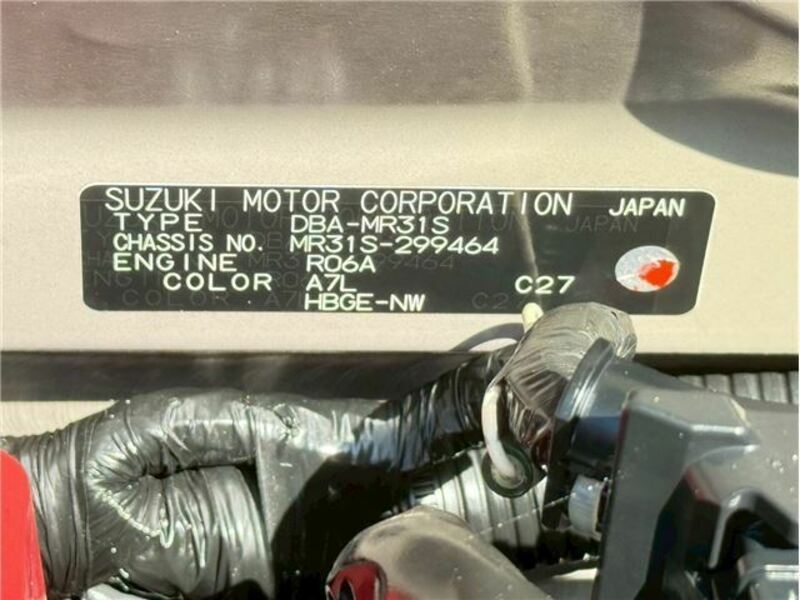 SUZUKI MOTOR CORPORATION JAPAN
TYPE DBA-MR31S
CHASSIS NO. MR31S-299464
ENGINE R06A
COLOR A7L C27
HBGE-NW